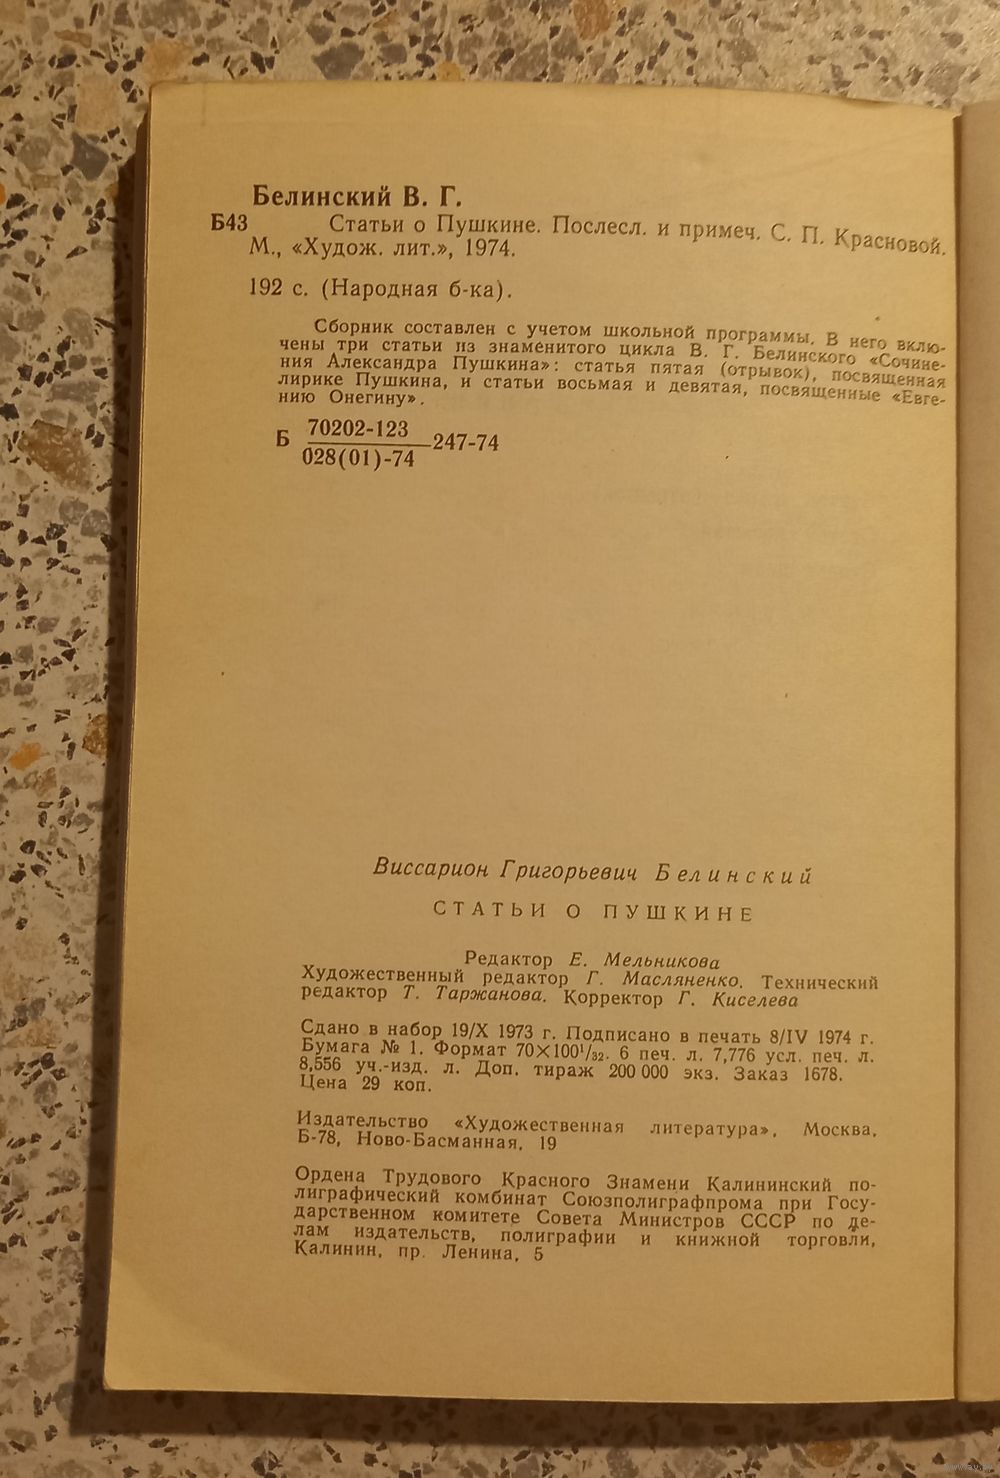 Белинский В. Г.
Б43 Статьи о Пушкине. Послесл. и примеч. С. П. Красновой.
М., «Худож. лит.», 1974.
192 с. (Народная б-ка).
Сборник составлен с учетом школьной программы. В него вклю-
чены три статьи из знаменитого цикла В. Г. Белинского «Сочине-
ния Александра Пушкина»: статья пятая (отрывок), посвященная
лирике Пушкина, и статьи восьмая и девятая, посвященные «Евге-
нию Онегину».
70202-123
Б 247-74
028(01)-74
Виссарион Григорьевич Белинский
СТАТЬИ О ПУШКИНЕ
Редактор Е. Мельникова
Художественный редактор Г. Масляненко. Технический
редактор Т. Таржанова. Корректор Г. Киселева
Сдано в набор 19/X 1973 г. Подписано в печать 8/IV 1974 г.
Бумага № 1. Формат 70×100¹/₃₂. 6 печ. л. 7,776 усл. печ. л.
8,556 уч.-изд. л. Доп. тираж 200 000 экз. Заказ 1678.
Цена 29 коп.
Издательство «Художественная литература», Москва,
Б-78, Ново-Басманная, 19
Ордена Трудового Красного Знамени Калининский по-
лиграфический комбинат Союзполиграфпрома при Госу-
дарственном комитете Совета Министров СССР по де-
лам издательств, полиграфии и книжной торговли,
Калинин, пр. Ленина, 5